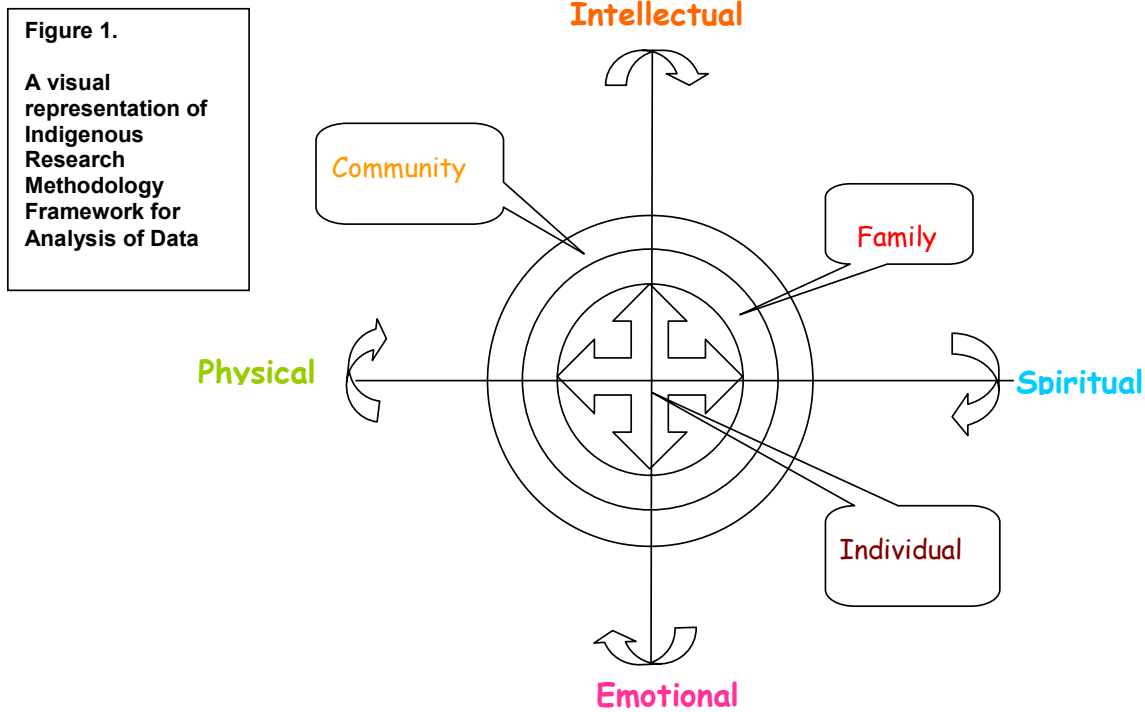 Figure 1.
A visual
representation of
Indigenous
Research
Methodology
Framework for
Analysis of Data
Intellectual
Community
Family
Physical
Spiritual
Individual
Emotional